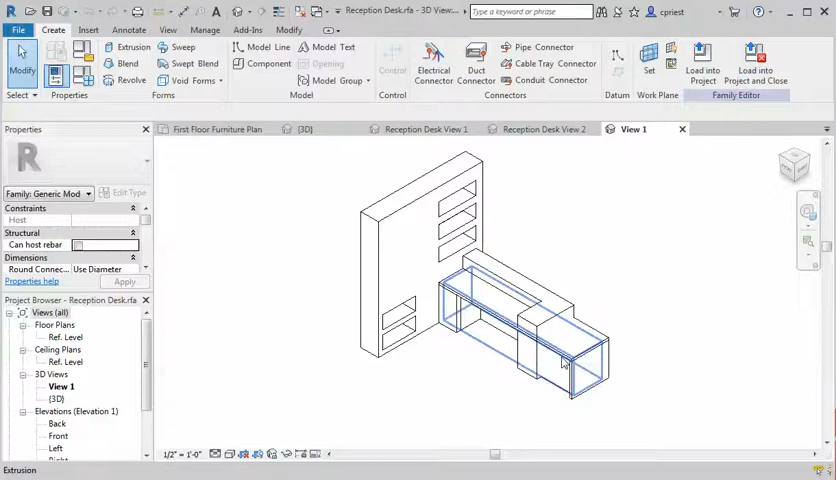 Reception Desk.rfa - 3D View...
Type a keyword or phrase
cpriest
File
Create
Insert
Annotate
View
Manage
Add-Ins
Modify
Modify
Select
Properties
Extrusion
Blend
Revolve
Sweep
Swept Blend
Void Forms
Model Line
Component
Model Text
Opening
Model Group
Model
Control
Control
Electrical Connector
Duct Connector
Pipe Connector
Cable Tray Connector
Conduit Connector
Connectors
Datum
Set
Work Plane
Load into Project
Load into Project and Close
Family Editor
Properties
First Floor Furniture Plan
{3D}
Reception Desk View 1
Reception Desk View 2
View 1
Family: Generic Mod
Edit Type
Constraints
Host
Structural
Can host rebar
Dimensions
Round Connec...
Use Diameter
Properties help
Apply
Project Browser - Reception Desk.rfa
Views (all)
Floor Plans
Ref. Level
Ceiling Plans
Ref. Level
3D Views
View 1
{3D}
Elevations (Elevation 1)
Back
Front
Left
1/2" = 1'-0"
Extrusion